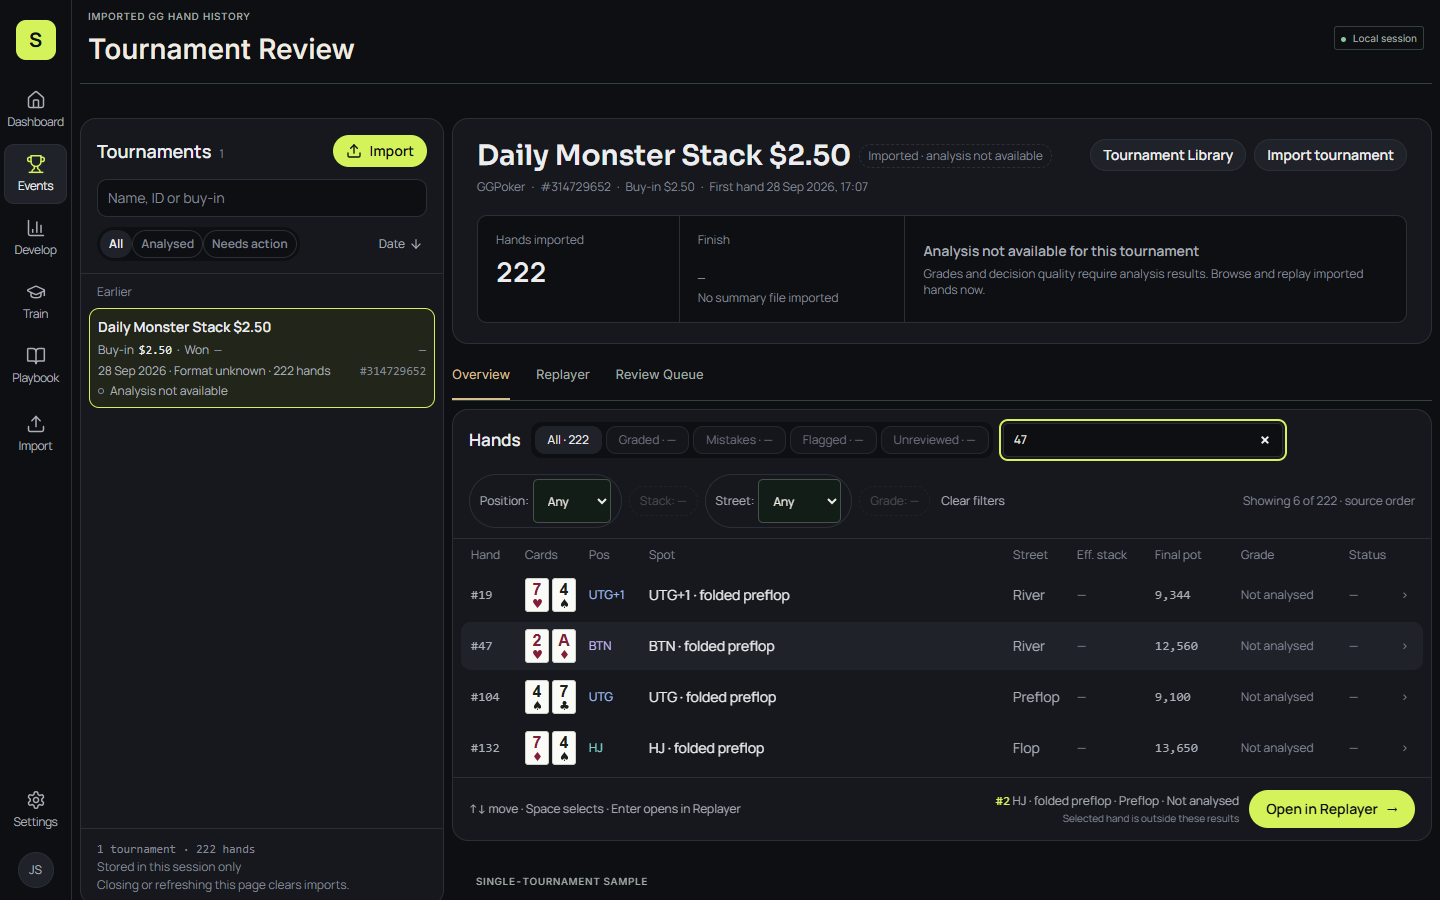 S
Dashboard
Events
Develop
Train
Playbook
Import
Settings
JS
IMPORTED GG HAND HISTORY
Tournament Review
Local session
Tournaments 1
Import
Name, ID or buy-in
All Analysed Needs action Date ↓
Earlier
Daily Monster Stack $2.50
Buy-in $2.50 · Won — —
28 Sep 2026 · Format unknown · 222 hands #314729652
Analysis not available
1 tournament · 222 hands
Stored in this session only
Closing or refreshing this page clears imports.
Daily Monster Stack $2.50 Imported · analysis not available
Tournament Library Import tournament
GGPoker · #314729652 · Buy-in $2.50 · First hand 28 Sep 2026, 17:07
Hands imported
222
Finish
—
No summary file imported
Analysis not available for this tournament
Grades and decision quality require analysis results. Browse and replay imported
hands now.
Overview Replayer Review Queue
Hands All · 222 Graded · — Mistakes · — Flagged · — Unreviewed · — 47 ×
Position: Any Stack: — Street: Any Grade: — Clear filters Showing 6 of 222 · source order
Hand Cards Pos Spot Street Eff. stack Final pot Grade Status
#19 7♥ 4♠ UTG+1 UTG+1 · folded preflop River — 9,344 Not analysed — ›
#47 2♥ A♦ BTN BTN · folded preflop River — 12,560 Not analysed — ›
#104 4♠ 7♣ UTG UTG · folded preflop Preflop — 9,100 Not analysed — ›
#132 7♦ 4♠ HJ HJ · folded preflop Flop — 13,650 Not analysed — ›
↑↓ move · Space selects · Enter opens in Replayer
#2 HJ · folded preflop · Preflop · Not analysed
Selected hand is outside these results
Open in Replayer →
SINGLE-TOURNAMENT SAMPLE